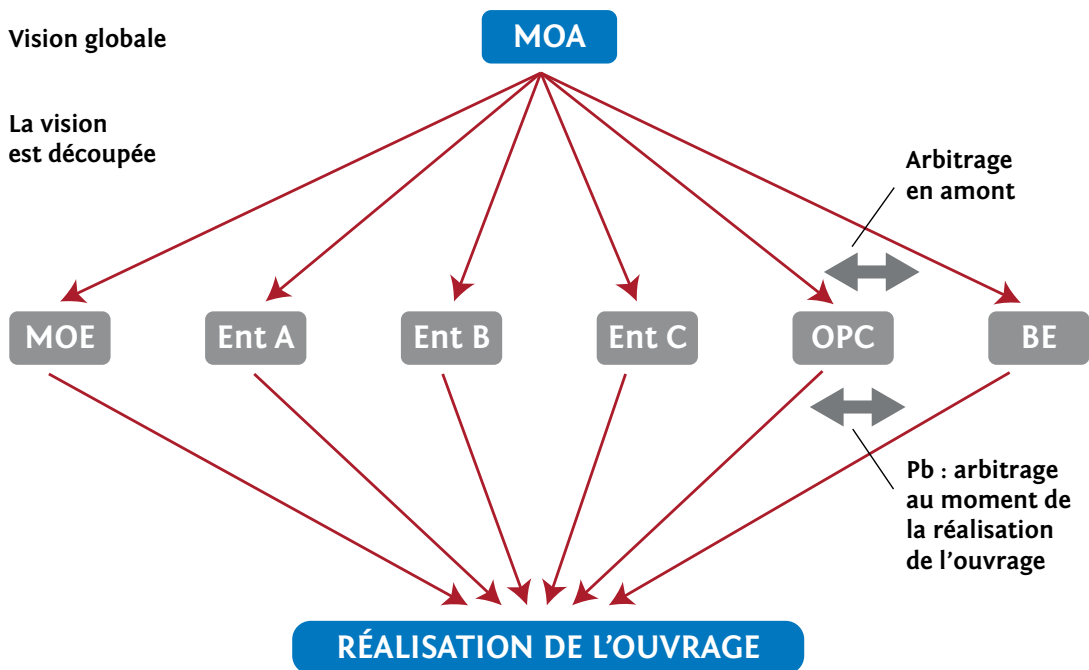 Vision globale
MOA
La vision
est découpée
Arbitrage
en amont
MOE
Ent A
Ent B
Ent C
OPC
BE
Pb : arbitrage
au moment de
la réalisation
de l’ouvrage
RÉALISATION DE L’OUVRAGE